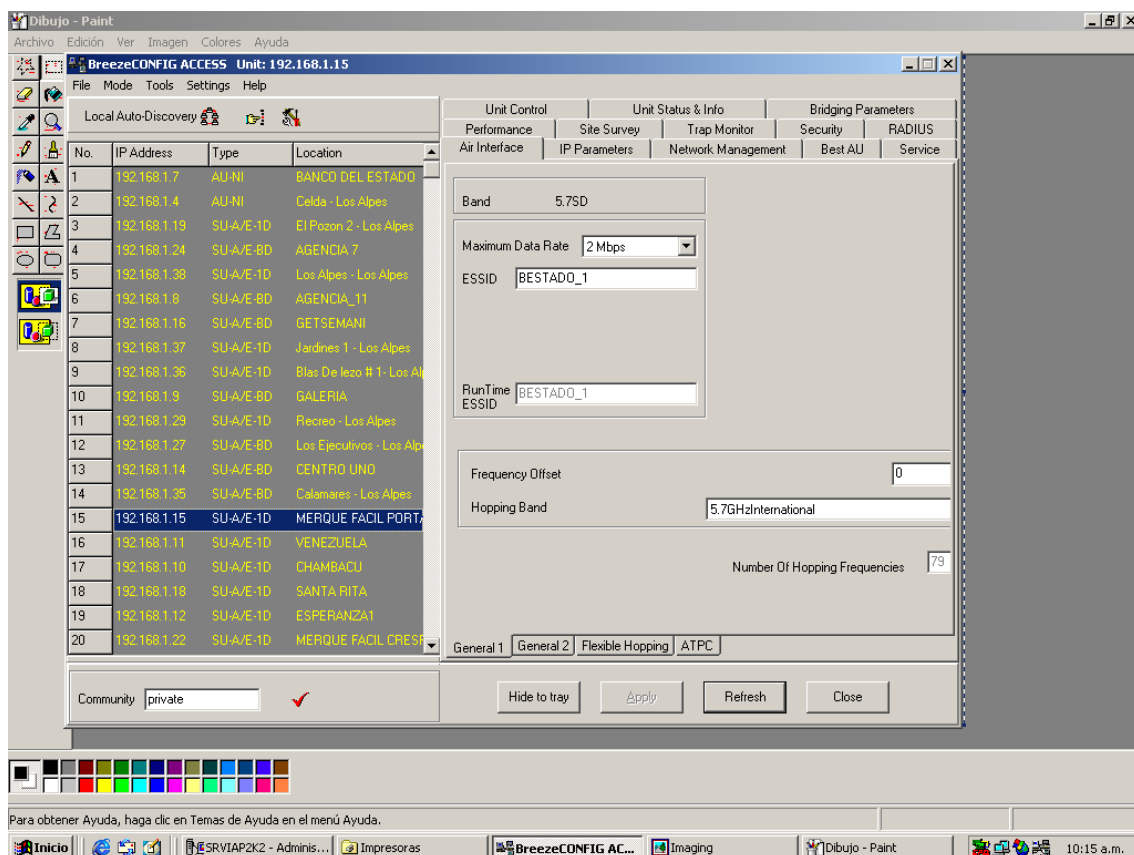 Dibujo - Paint
Archivo Edición Ver Imagen Colores Ayuda
BreezeCONFIG ACCESS Unit: 192.168.1.15
File Mode Tools Settings Help
Local Auto-Discovery
Unit Control Unit Status & Info Bridging Parameters
Performance Site Survey Trap Monitor Security RADIUS
Air Interface IP Parameters Network Management Best AU Service
No. IP Address Type Location
1 192.168.1.7 AU-NI BANCO DEL ESTADO
2 192.168.1.4 AU-NI Celda - Los Alpes
3 192.168.1.19 SU-A/E-1D El Pozon 2 - Los Alpes
4 192.168.1.24 SU-A/E-BD AGENCIA 7
5 192.168.1.38 SU-A/E-1D Los Alpes - Los Alpes
6 192.168.1.8 SU-A/E-BD AGENCIA_11
7 192.168.1.16 SU-A/E-BD GETSEMANI
8 192.168.1.37 SU-A/E-1D Jardines 1 - Los Alpes
9 192.168.1.36 SU-A/E-1D Blas De lezo # 1- Los Al
10 192.168.1.9 SU-A/E-BD GALERIA
11 192.168.1.29 SU-A/E-1D Recreo - Los Alpes
12 192.168.1.27 SU-A/E-BD Los Ejecutivos - Los Alp
13 192.168.1.14 SU-A/E-BD CENTRO UNO
14 192.168.1.35 SU-A/E-BD Calamares - Los Alpes
15 192.168.1.15 SU-A/E-1D MERQUE FACIL PORT
16 192.168.1.11 SU-A/E-1D VENEZUELA
17 192.168.1.10 SU-A/E-1D CHAMBACU
18 192.168.1.18 SU-A/E-1D SANTA RITA
19 192.168.1.12 SU-A/E-1D ESPERANZA1
20 192.168.1.22 SU-A/E-1D MERQUE FACIL CRES
Band 5.7SD
Maximum Data Rate 2 Mbps
ESSID BESTADO_1
RunTime ESSID BESTADO_1
Frequency Offset 0
Hopping Band 5.7GHzInternational
Number Of Hopping Frequencies 79
General 1 General 2 Flexible Hopping ATPC
Community private
Hide to tray Apply Refresh Close
Para obtener Ayuda, haga clic en Temas de Ayuda en el menú Ayuda.
Inicio ESRVIAP2K2 - Adminis... Impresoras BreezeCONFIG AC... Imaging Dibujo - Paint 10:15 a.m.